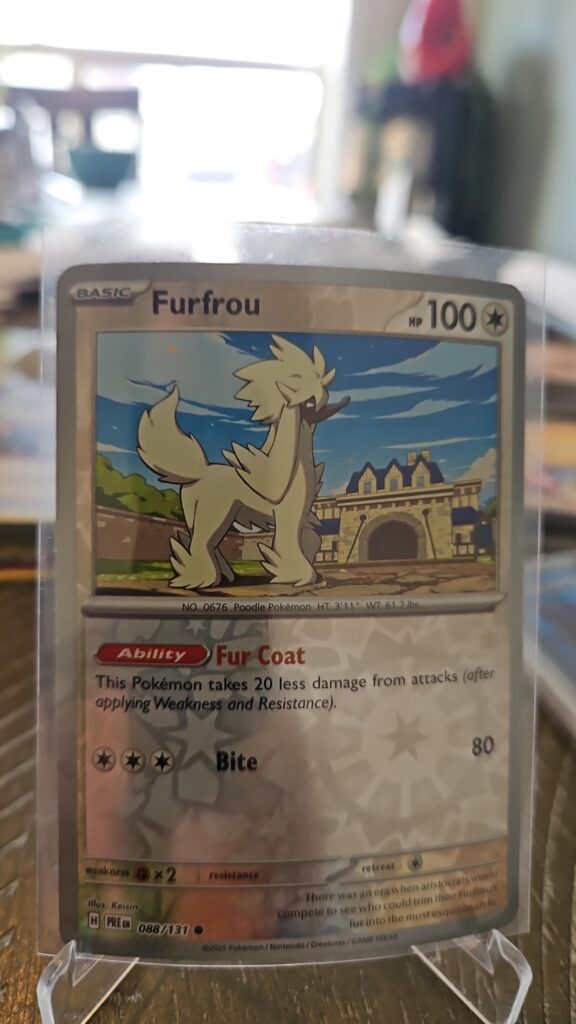 BASIC Furfrou HP 100
NO. 0676 Poodle Pokémon. HT: 3'11" WT: 61.7 lbs.
Ability Fur Coat
This Pokémon takes 20 less damage from attacks (after
applying Weakness and Resistance).
Bite 80
weakness ×2 resistance retreat
There was an era when aristocrats would
compete to see who could trim their Furfrou's
fur into the most exquisite style.
Illus. Keisin
H PRE EN 088/131
©2025 Pokémon / Nintendo / Creatures / GAME FREAK